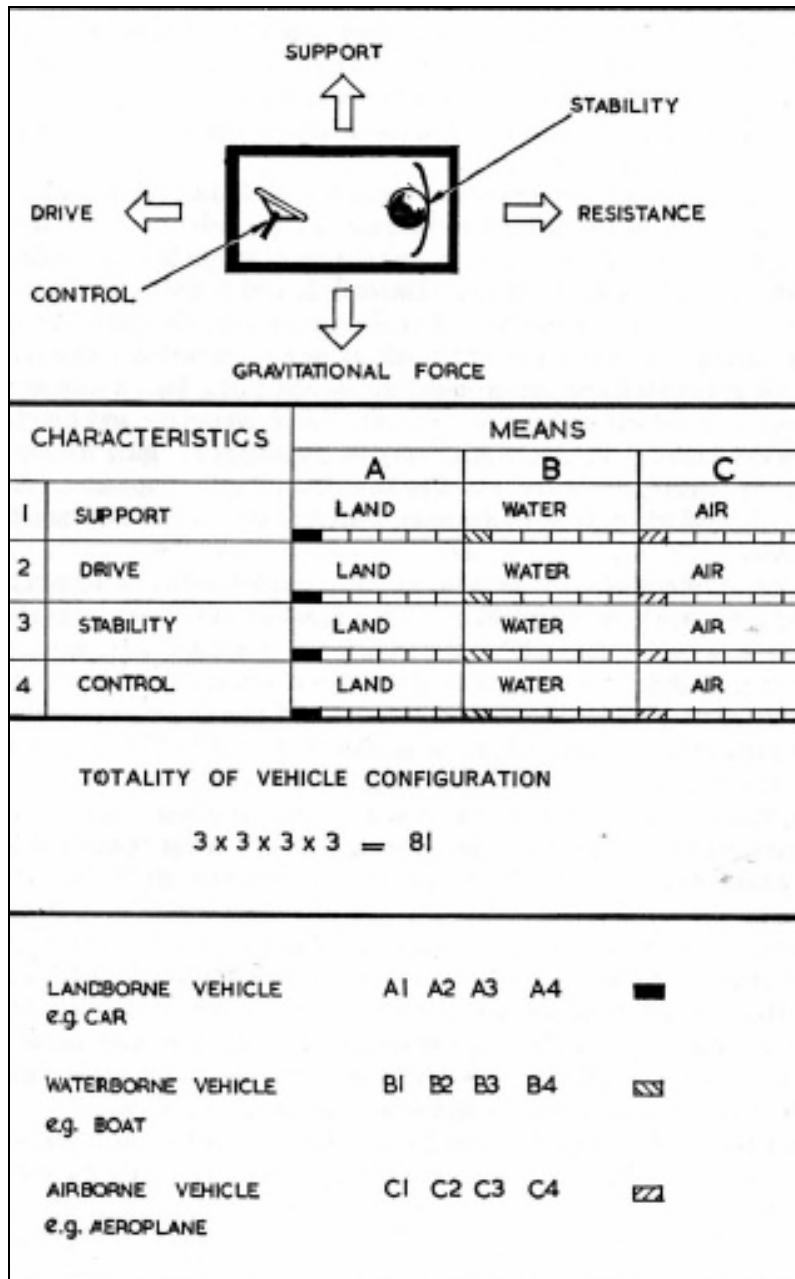 SUPPORT
STABILITY
DRIVE
RESISTANCE
CONTROL
GRAVITATIONAL FORCE
CHARACTERISTICS MEANS
A B C
1 SUPPORT LAND WATER AIR
2 DRIVE LAND WATER AIR
3 STABILITY LAND WATER AIR
4 CONTROL LAND WATER AIR
TOTALITY OF VEHICLE CONFIGURATION
3 x 3 x 3 x 3 = 81
LANDBORNE VEHICLE A1 A2 A3 A4
e.g. CAR
WATERBORNE VEHICLE B1 B2 B3 B4
e.g. BOAT
AIRBORNE VEHICLE C1 C2 C3 C4
e.g. AEROPLANE